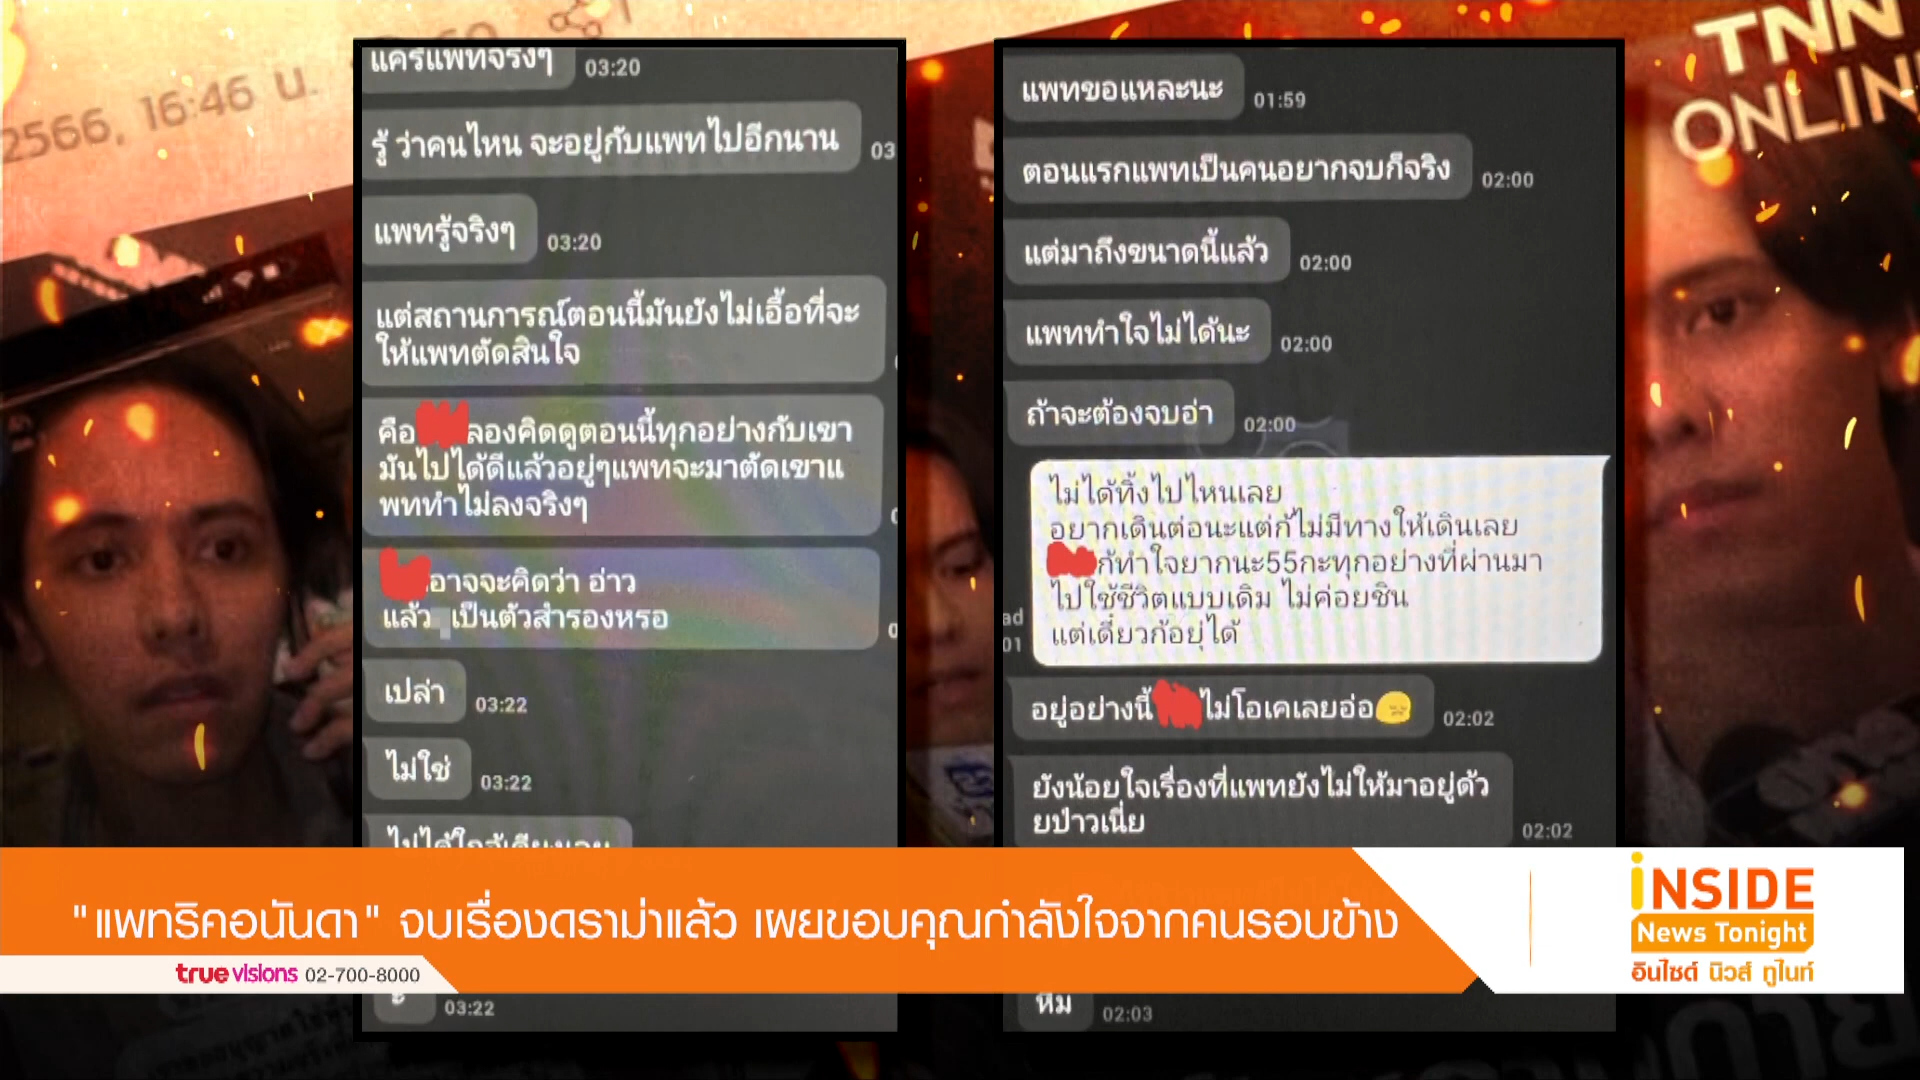 2566, 16:46 น.
TNN
ONLINE
แคร์แพทจริงๆ
03:20
รู้ ว่าคนไหน จะอยู่กับแพทไปอีกนาน
03
แพทรู้จริงๆ
03:20
แต่สถานการณ์ตอนนี้มันยังไม่เอื้อที่จะ
ให้แพทตัดสินใจ
คือ ลองคิดดูตอนนี้ทุกอย่างกับเขา
มันไปได้ดีแล้วอยู่ๆแพทจะมาตัดเขาแ
พททำไม่ลงจริงๆ
อาจจะคิดว่า อ่าว
แล้ว เป็นตัวสำรองหรอ
เปล่า
03:22
ไม่ใช่
03:22
03:22
แพทขอแหละนะ
01:59
ตอนแรกแพทเป็นคนอยากจบก็จริง
02:00
แต่มาถึงขนาดนี้แล้ว
02:00
แพททำใจไม่ได้นะ
02:00
ถ้าจะต้องจบอ่า
02:00
ไม่ได้ทิ้งไปไหนเลย
อยากเดินต่อนะแต่ก้ไม่มีทางให้เดินเลย
ก้ทำใจยากนะ55กะทุกอย่างที่ผ่านมา
ไปใช้ชีวิตแบบเดิม ไม่ค่อยชิน
แต่เดี๋ยวก้อยุ่ได้
ad
01
อยู่อย่างนี้ ไม่โอเคเลยอ่อ
02:02
ยังน้อยใจเรื่องที่แพทยังไม่ให้มาอยู่ด้ว
ยป่าวเนี่ย
02:02
หึม
02:03
"แพทริคอนันดา" จบเรื่องดราม่าแล้ว เผยขอบคุณกำลังใจจากคนรอบข้าง
true visions 02-700-8000
iNSIDE
News Tonight
อินไซด์ นิวส์ ทูไนท์